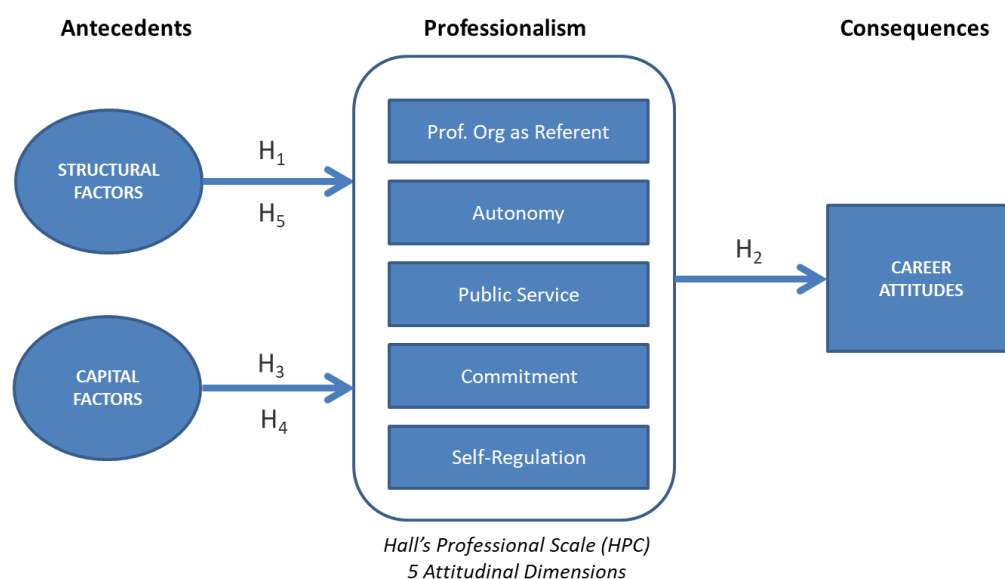 Antecedents
Professionalism
Consequences
STRUCTURAL
FACTORS
H1
H5
CAPITAL
FACTORS
H3
H4
Prof. Org as Referent
Autonomy
Public Service
Commitment
Self-Regulation
H2
CAREER
ATTITUDES
Hall’s Professional Scale (HPC)
5 Attitudinal Dimensions